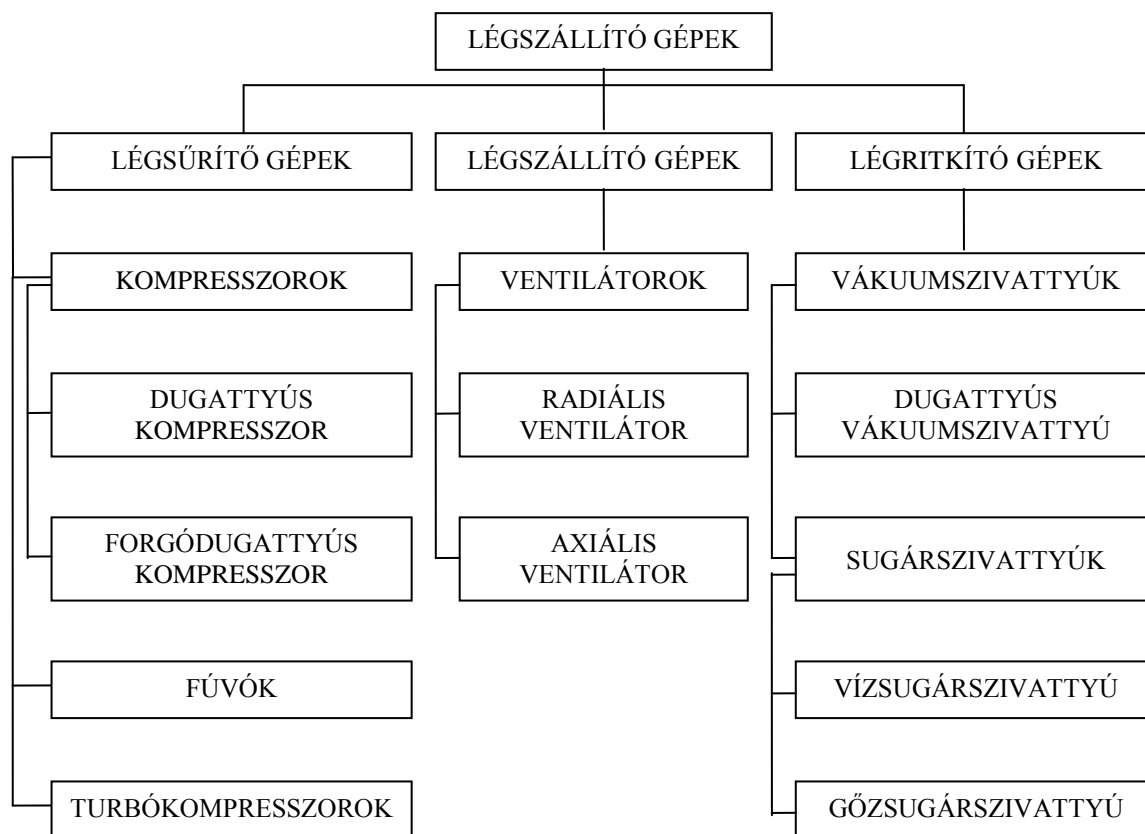 LÉGSZÁLLÍTÓ GÉPEK
LÉGSŰRÍTŐ GÉPEK
LÉGSZÁLLÍTÓ GÉPEK
LÉGRITKÍTÓ GÉPEK
KOMPRESSZOROK
VENTILÁTOROK
VÁKUUMSZIVATTYÚK
DUGATTYÚS
KOMPRESSZOR
RADIÁLIS
VENTILÁTOR
DUGATTYÚS
VÁKUUMSZIVATTYÚ
FORGÓDUGATTYÚS
KOMPRESSZOR
AXIÁLIS
VENTILÁTOR
SUGÁRSZIVATTYÚK
FÚVÓK
VÍZSUGÁRSZIVATTYÚ
TURBÓKOMPRESSZOROK
GŐZSUGÁRSZIVATTYÚ